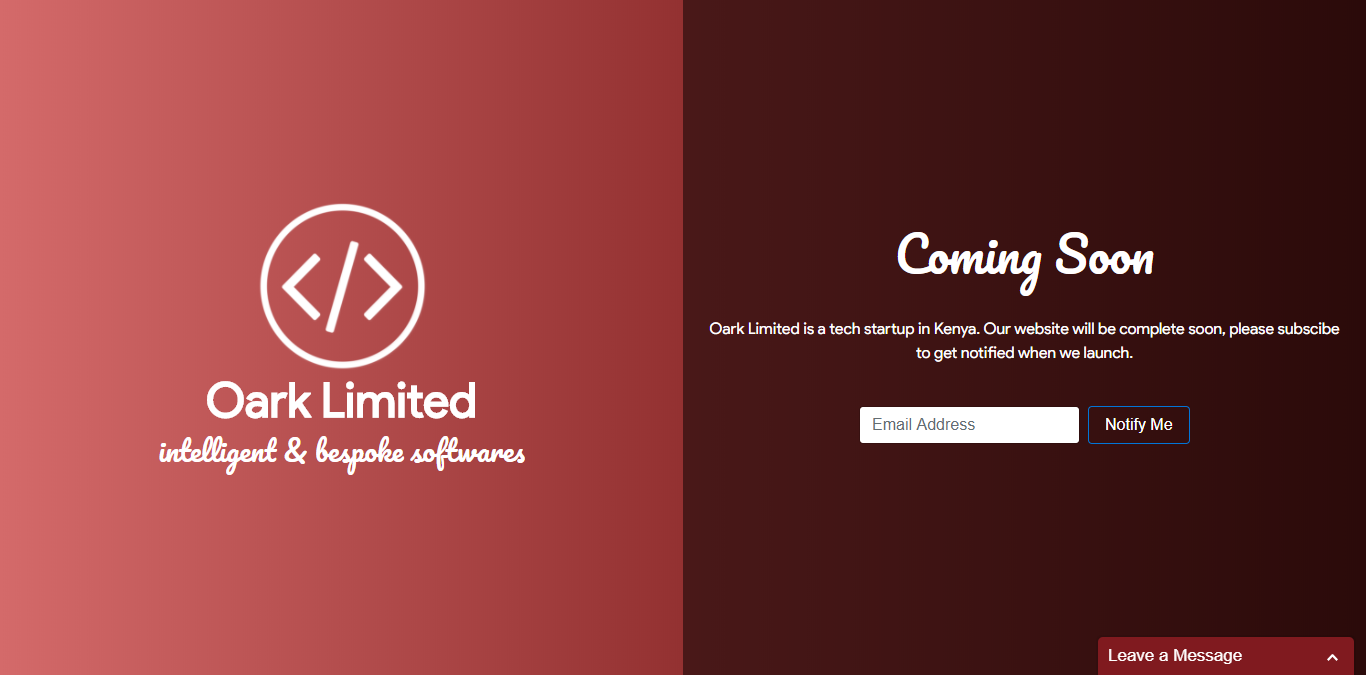 </>
Oark Limited
intelligent & bespoke softwares
Coming Soon
Oark Limited is a tech startup in Kenya. Our website will be complete soon, please subscibe
to get notified when we launch.
Email Address
Notify Me
Leave a Message